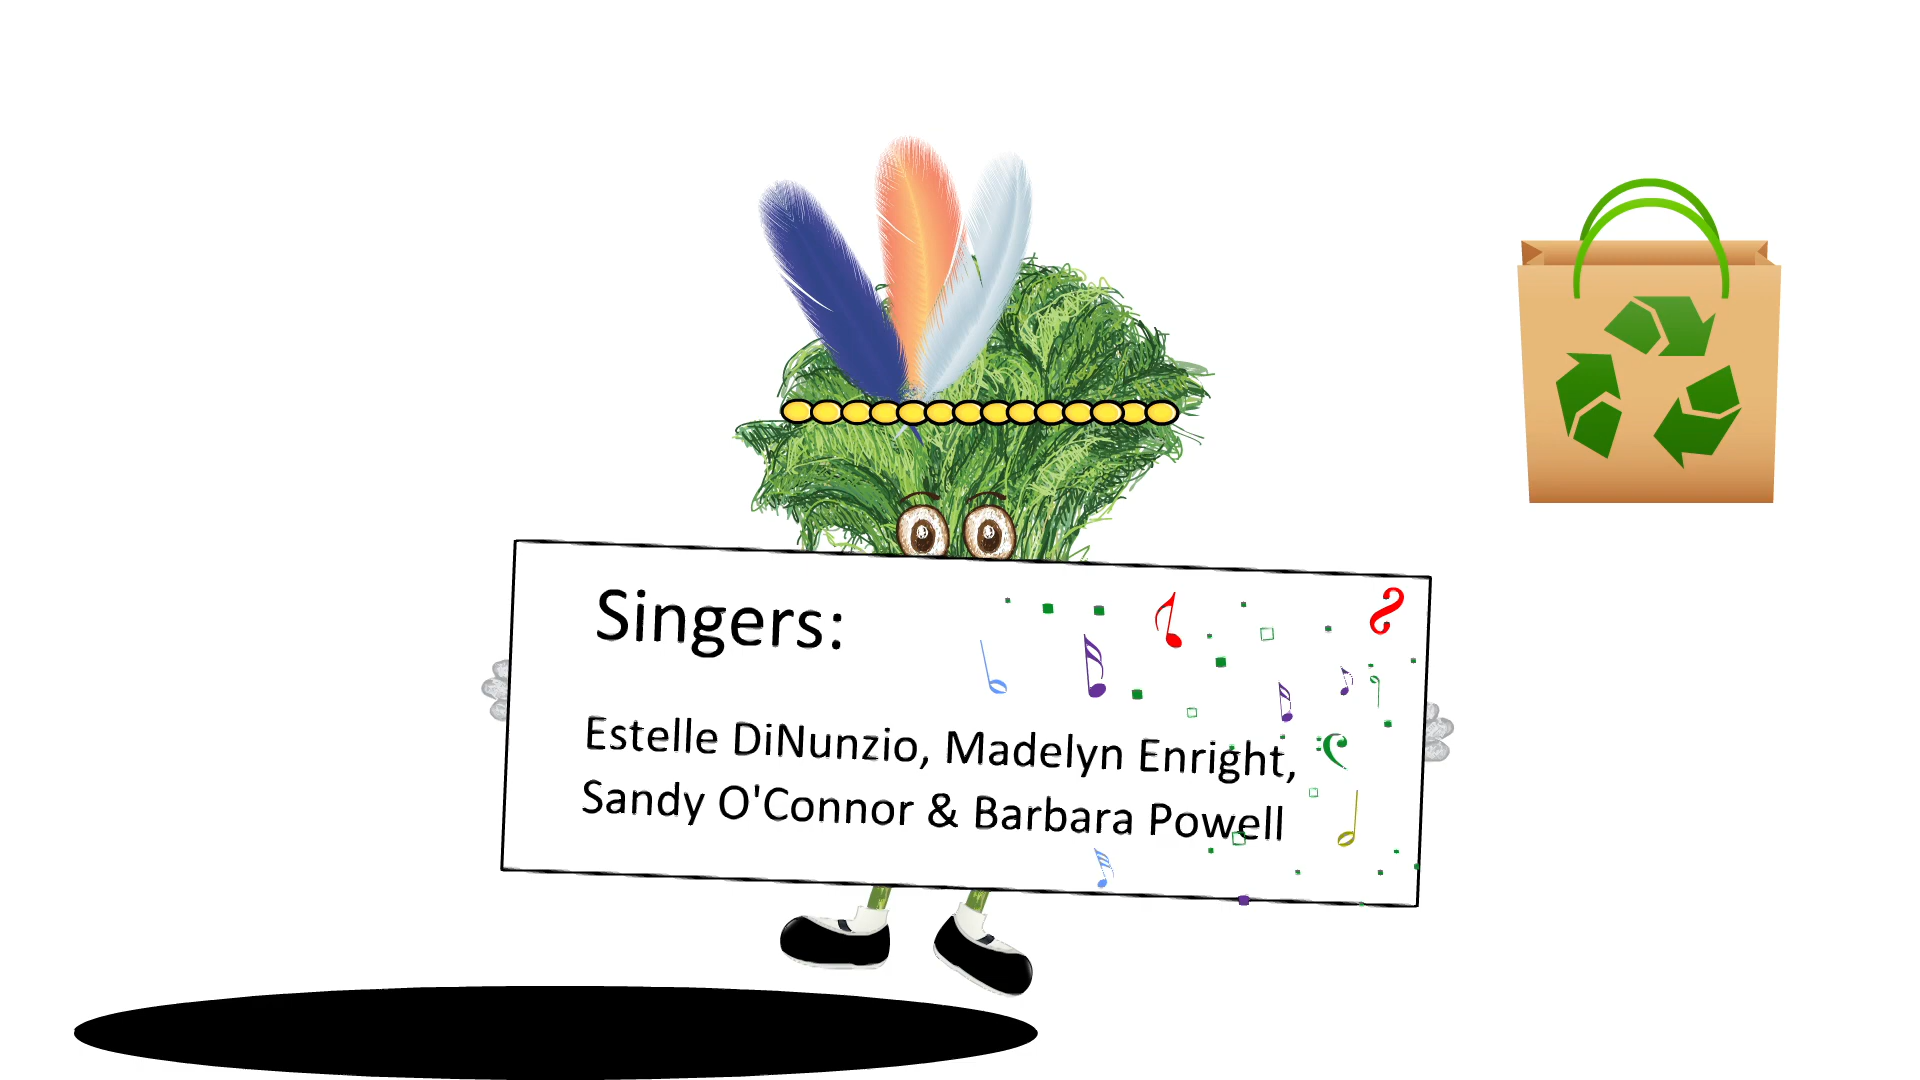 Singers:
Estelle DiNunzio, Madelyn Enright,
Sandy O'Connor & Barbara Powell